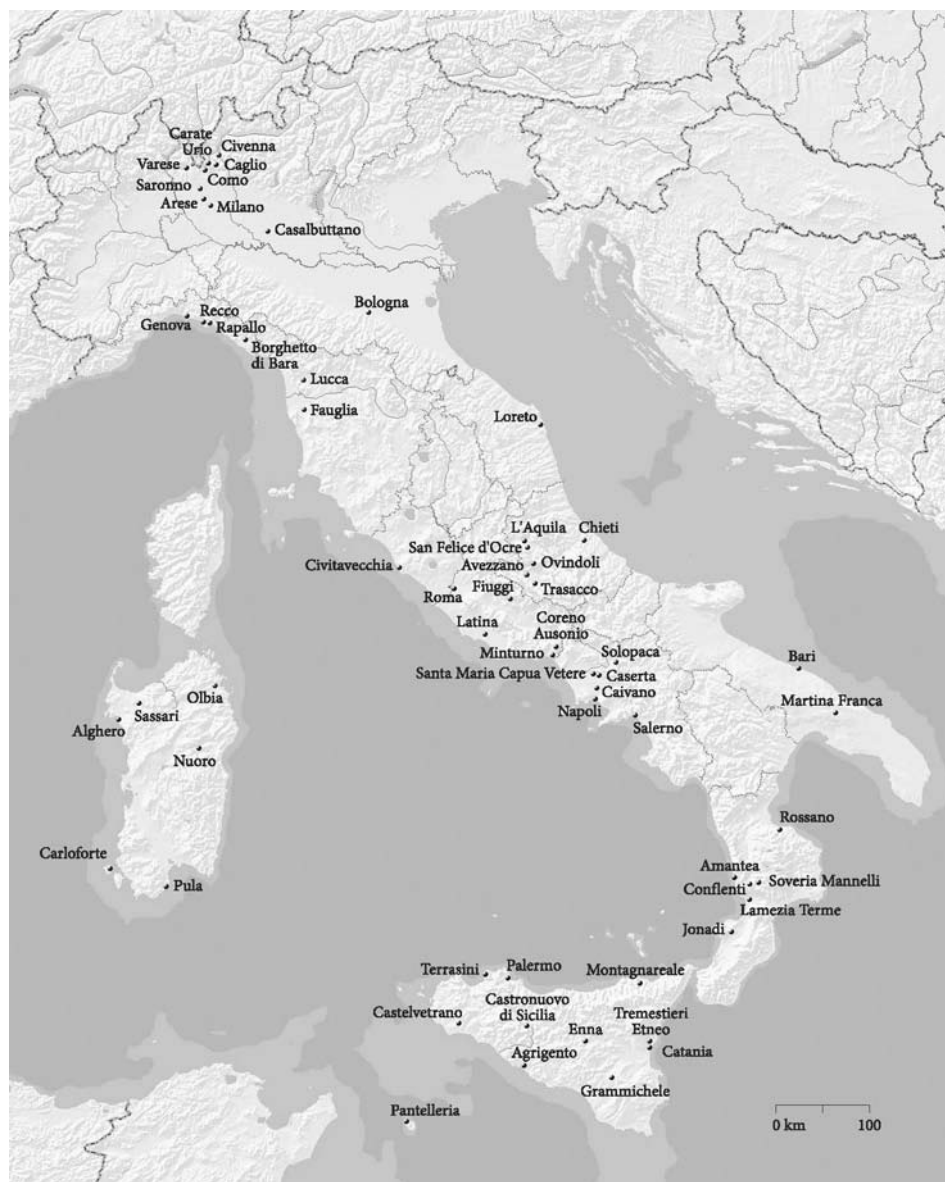 Carate
Urio
Civenna
Varese
Caglio
Como
Saronno
Arese
Milano
Casalbuttano
Bologna
Recco
Genova
Rapallo
Borghetto
di Bara
Lucca
Fauglia
Loreto
L'Aquila
Chieti
San Felice d'Ocre
Civitavecchia
Avezzano
Ovindoli
Roma
Fiuggi
Trasacco
Latina
Coreno
Ausonio
Minturno
Solopaca
Bari
Santa Maria Capua Vetere
Caserta
Olbia
Caivano
Martina Franca
Sassari
Napoli
Alghero
Salerno
Nuoro
Rossano
Carloforte
Amantea
Pula
Conflenti
Soveria Mannelli
Lamezia Terme
Jonadi
Terrasini
Palermo
Montagnareale
Castelvetrano
Castronuovo
di Sicilia
Tremestieri
Etneo
Enna
Agrigento
Catania
Grammichele
Pantelleria
0 km 100